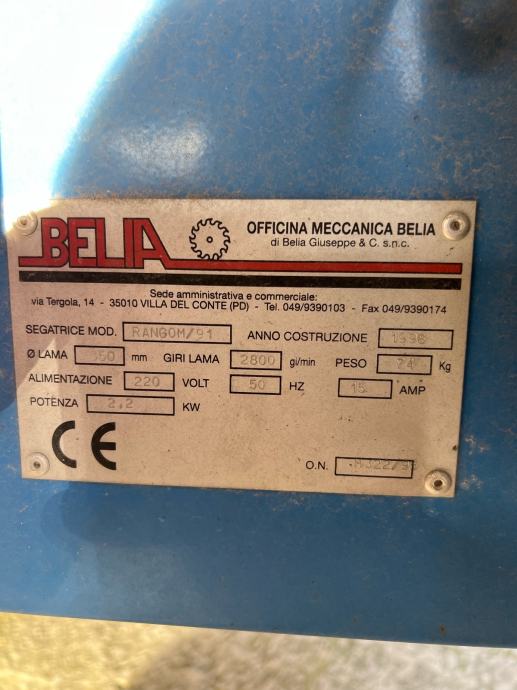 BELIA
OFFICINA MECCANICA BELIA
di Belia Giuseppe & C. s.n.c.
Sede amministrativa e commerciale:
via Tergola, 14 - 35010 VILLA DEL CONTE (PD) - Tel. 049/9390103 - Fax 049/9390174
SEGATRICE MOD. RANGOM/91 ANNO COSTRUZIONE
Ø LAMA mm GIRI LAMA 2800 gi/min PESO Kg
ALIMENTAZIONE 220 VOLT 50 HZ 15 AMP
POTENZA 2,2 KW
CE
O.N.